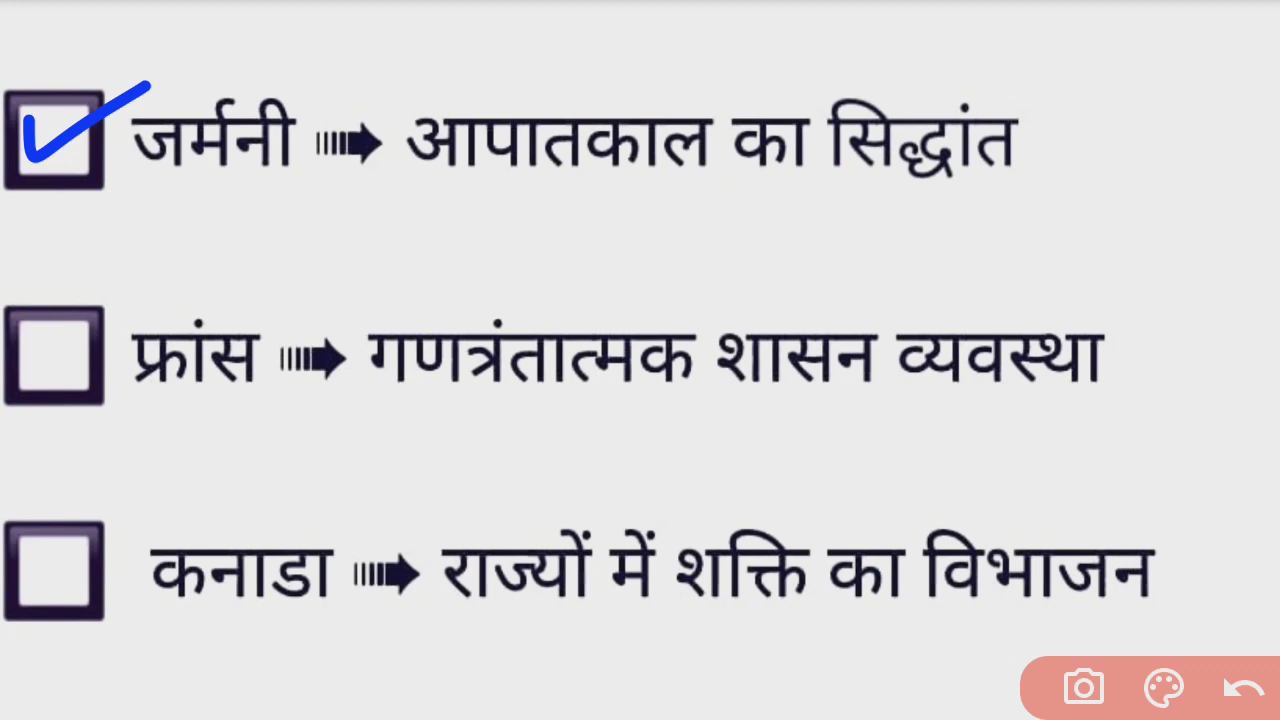 जर्मनी ➠ आपातकाल का सिद्धांत
फ्रांस ➠ गणत्रंतात्मक शासन व्यवस्था
कनाडा ➠ राज्यों में शक्ति का विभाजन